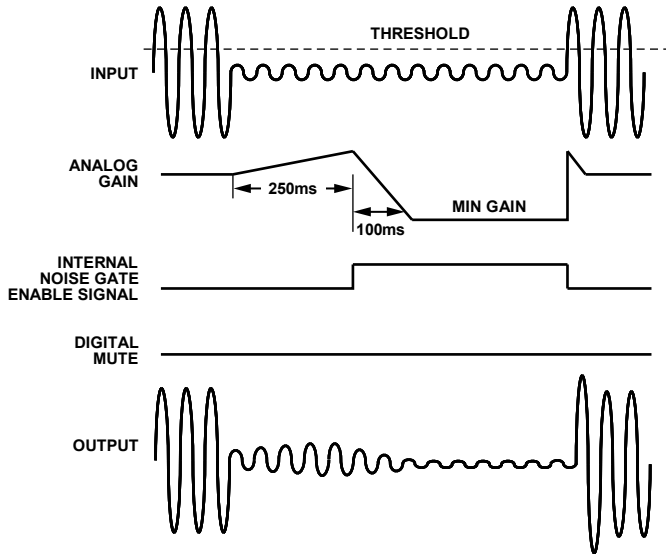 THRESHOLD
INPUT
ANALOG
GAIN
250ms
MIN GAIN
100ms
INTERNAL
NOISE GATE
ENABLE SIGNAL
DIGITAL
MUTE
OUTPUT